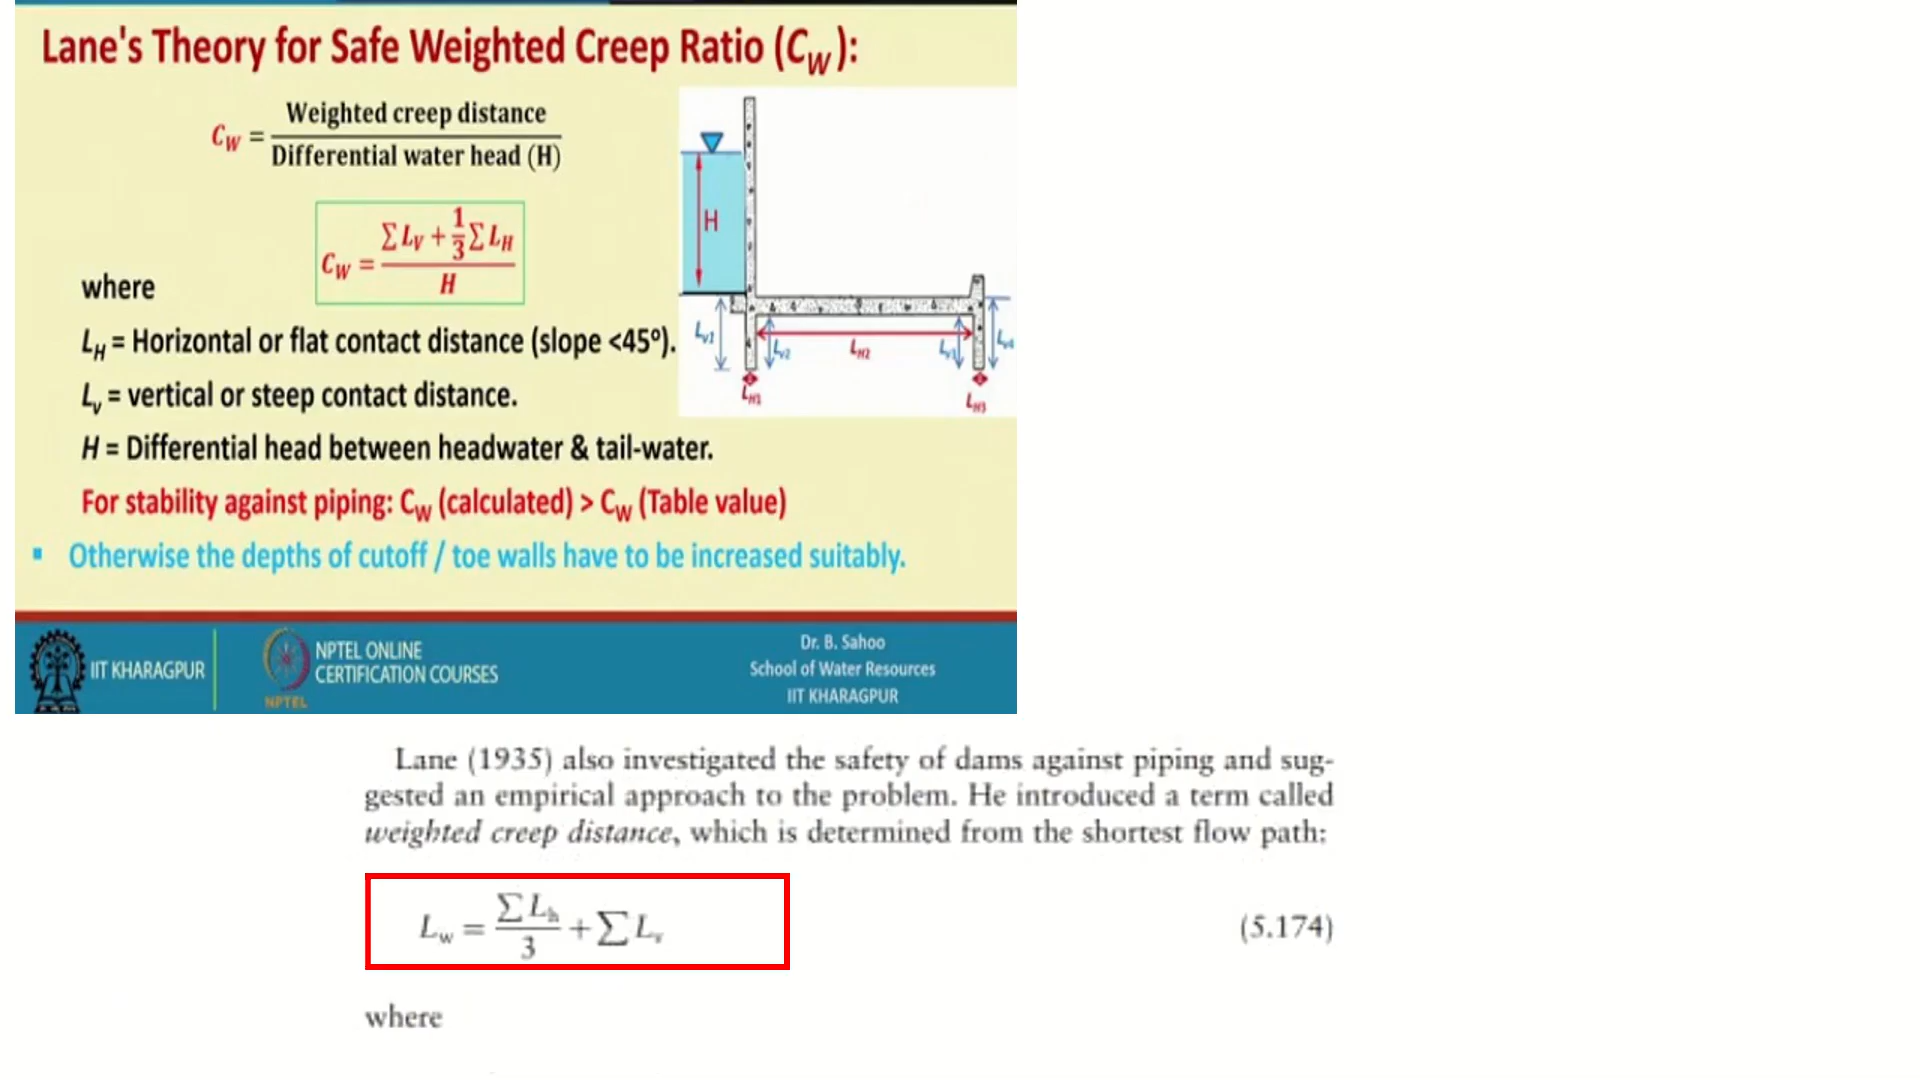 Lane's Theory for Safe Weighted Creep Ratio (C_W):
C_W = Weighted creep distance / Differential water head (H)
C_W = (∑L_V + 1/3 ∑L_H) / H
where
L_H = Horizontal or flat contact distance (slope <45º).
L_v = vertical or steep contact distance.
H = Differential head between headwater & tail-water.
For stability against piping: C_W (calculated) > C_W (Table value)
▪ Otherwise the depths of cutoff / toe walls have to be increased suitably.
H
L_v1
L_v2
L_H2
L_v3
L_v4
L_H1
L_H3
IIT KHARAGPUR
NPTEL
NPTEL ONLINE
CERTIFICATION COURSES
Dr. B. Sahoo
School of Water Resources
IIT KHARAGPUR
Lane (1935) also investigated the safety of dams against piping and sug-
gested an empirical approach to the problem. He introduced a term called
weighted creep distance, which is determined from the shortest flow path:
L_w = ∑L_h / 3 + ∑L_v
(5.174)
where